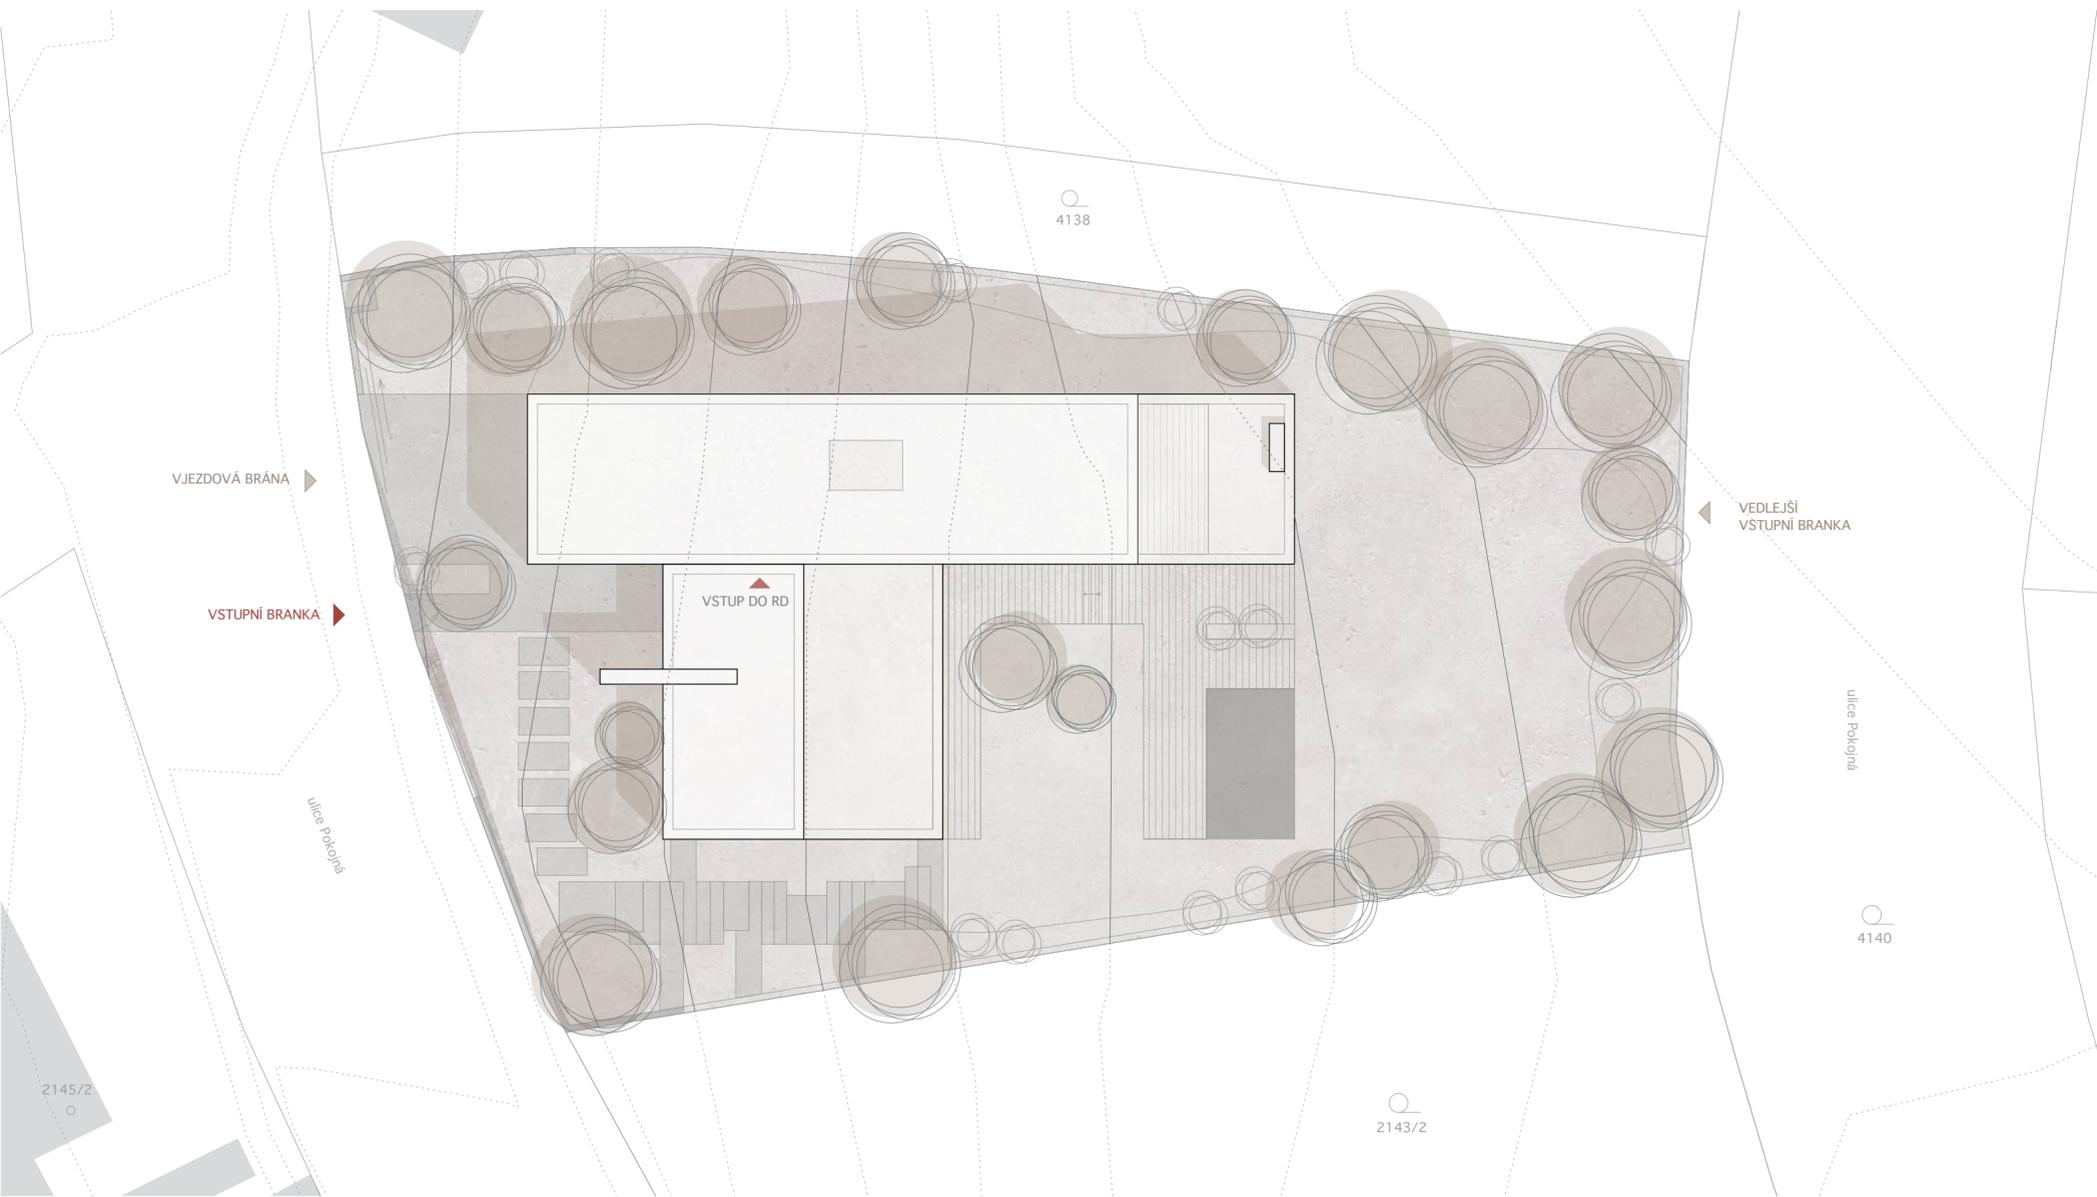 4138
VJEZDOVÁ BRÁNA
VEDLEJŠÍ
VSTUPNÍ BRANKA
VSTUP DO RD
VSTUPNÍ BRANKA
ulice Pokojná
ulice Pokojná
4140
2145/2
2143/2